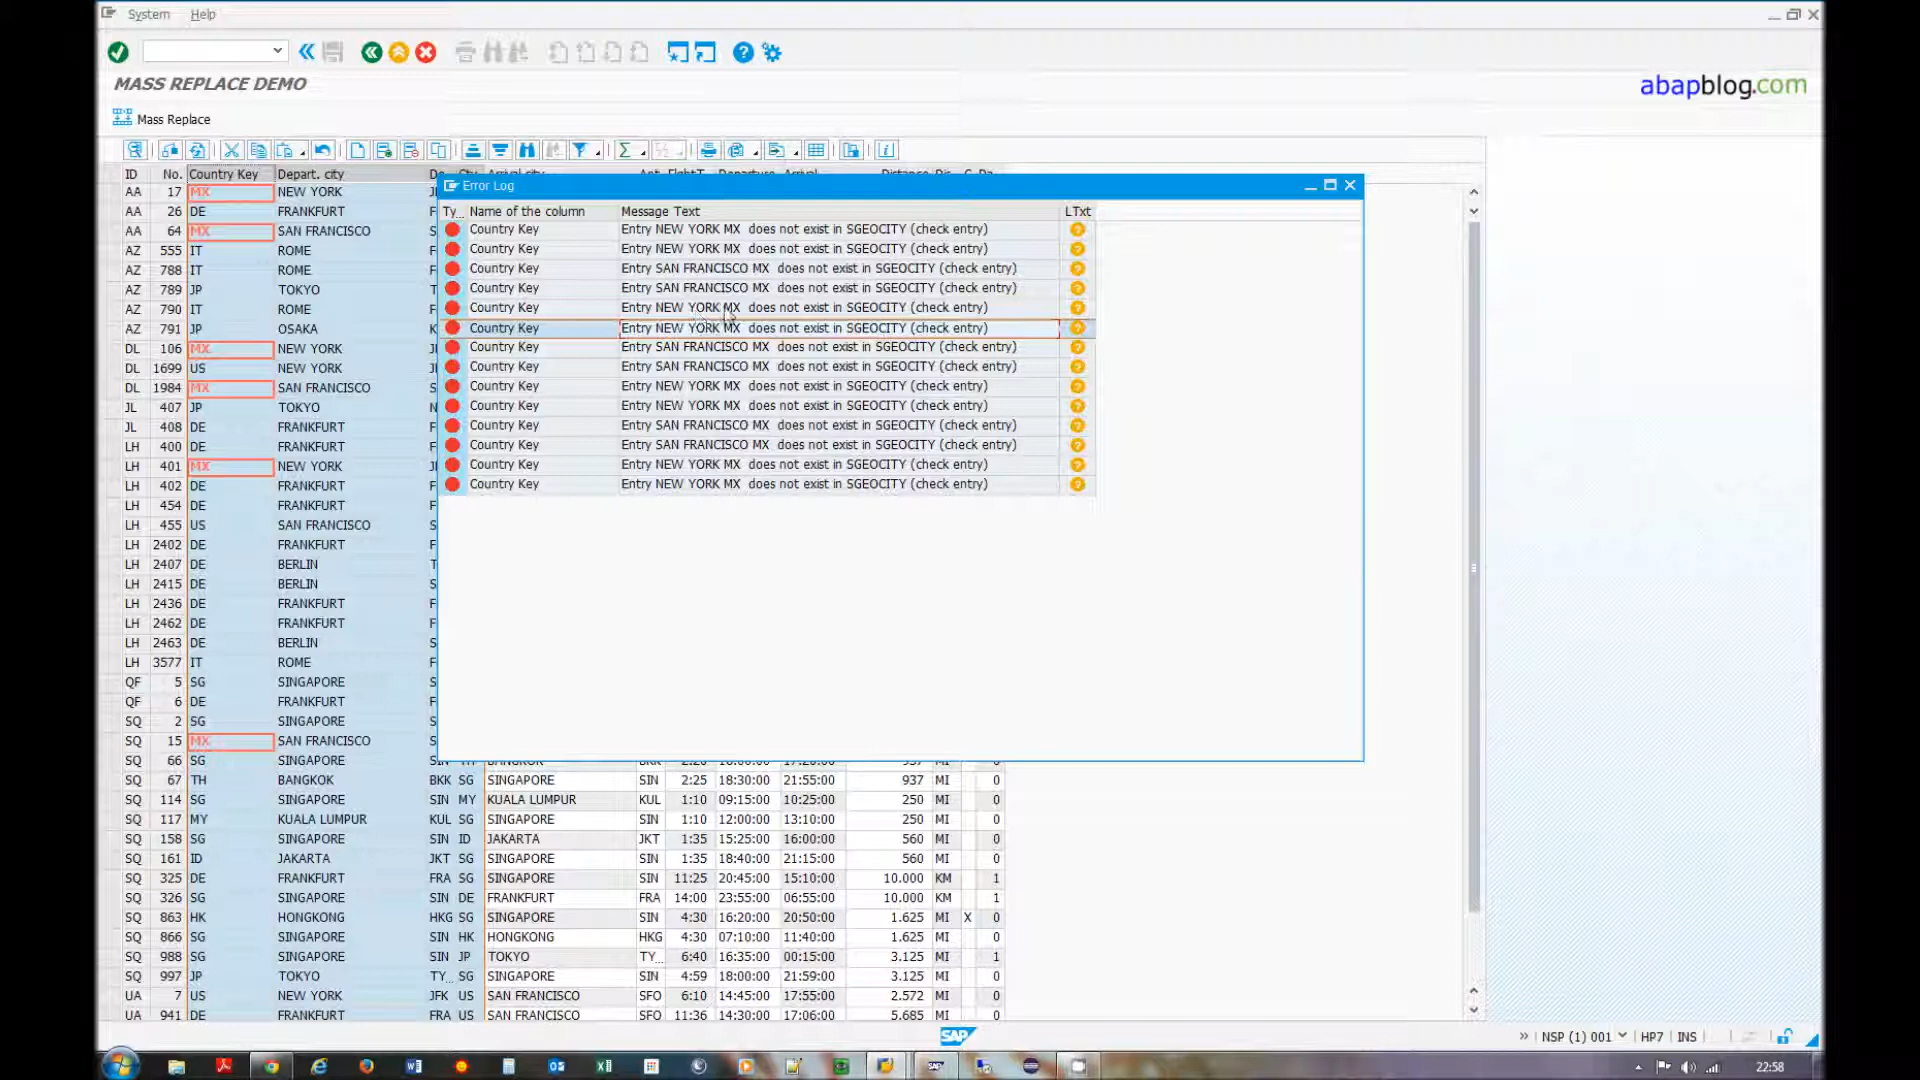 System Help
MASS REPLACE DEMO
abapblog.com
Mass Replace
ID No. Country Key Depart. city
Error Log
Ty... Name of the column Message Text LTxt
Country Key Entry NEW YORK MX does not exist in SGEOCITY (check entry)
Country Key Entry NEW YORK MX does not exist in SGEOCITY (check entry)
Country Key Entry SAN FRANCISCO MX does not exist in SGEOCITY (check entry)
Country Key Entry SAN FRANCISCO MX does not exist in SGEOCITY (check entry)
Country Key Entry NEW YORK MX does not exist in SGEOCITY (check entry)
Country Key Entry NEW YORK MX does not exist in SGEOCITY (check entry)
Country Key Entry SAN FRANCISCO MX does not exist in SGEOCITY (check entry)
Country Key Entry SAN FRANCISCO MX does not exist in SGEOCITY (check entry)
Country Key Entry NEW YORK MX does not exist in SGEOCITY (check entry)
Country Key Entry NEW YORK MX does not exist in SGEOCITY (check entry)
Country Key Entry SAN FRANCISCO MX does not exist in SGEOCITY (check entry)
Country Key Entry SAN FRANCISCO MX does not exist in SGEOCITY (check entry)
Country Key Entry NEW YORK MX does not exist in SGEOCITY (check entry)
Country Key Entry NEW YORK MX does not exist in SGEOCITY (check entry)
AA 17 MX NEW YORK
AA 26 DE FRANKFURT
AA 64 MX SAN FRANCISCO
AZ 555 IT ROME
AZ 788 IT ROME
AZ 789 JP TOKYO
AZ 790 IT ROME
AZ 791 JP OSAKA
DL 106 MX NEW YORK
DL 1699 US NEW YORK
DL 1984 MX SAN FRANCISCO
JL 407 JP TOKYO
JL 408 DE FRANKFURT
LH 400 DE FRANKFURT
LH 401 MX NEW YORK
LH 402 DE FRANKFURT
LH 454 DE FRANKFURT
LH 455 US SAN FRANCISCO
LH 2402 DE FRANKFURT
LH 2407 DE BERLIN
LH 2415 DE BERLIN
LH 2436 DE FRANKFURT
LH 2462 DE FRANKFURT
LH 2463 DE BERLIN
LH 3577 IT ROME
QF 5 SG SINGAPORE
QF 6 DE FRANKFURT
SQ 2 SG SINGAPORE
SQ 15 MX SAN FRANCISCO
SQ 66 SG SINGAPORE
SQ 67 TH BANGKOK BKK SG SINGAPORE SIN 2:25 18:30:00 21:55:00 937 MI 0
SQ 114 SG SINGAPORE SIN MY KUALA LUMPUR KUL 1:10 09:15:00 10:25:00 250 MI 0
SQ 117 MY KUALA LUMPUR KUL SG SINGAPORE SIN 1:10 12:00:00 13:10:00 250 MI 0
SQ 158 SG SINGAPORE SIN ID JAKARTA JKT 1:35 15:25:00 16:00:00 560 MI 0
SQ 161 ID JAKARTA JKT SG SINGAPORE SIN 1:35 18:40:00 21:15:00 560 MI 0
SQ 325 DE FRANKFURT FRA SG SINGAPORE SIN 11:25 20:45:00 15:10:00 10.000 KM 1
SQ 326 SG SINGAPORE SIN DE FRANKFURT FRA 14:00 23:55:00 06:55:00 10.000 KM 1
SQ 863 HK HONGKONG HKG SG SINGAPORE SIN 4:30 16:20:00 20:50:00 1.625 MI X 0
SQ 866 SG SINGAPORE SIN HK HONGKONG HKG 4:30 07:10:00 11:40:00 1.625 MI 0
SQ 988 SG SINGAPORE SIN JP TOKYO TY... 6:40 16:35:00 00:15:00 3.125 MI 1
SQ 997 JP TOKYO TY... SG SINGAPORE SIN 4:59 18:00:00 21:59:00 3.125 MI 0
UA 7 US NEW YORK JFK US SAN FRANCISCO SFO 6:10 14:45:00 17:55:00 2.572 MI 0
UA 941 DE FRANKFURT FRA US SAN FRANCISCO SFO 11:36 14:30:00 17:06:00 5.685 MI 0
SAP
NSP (1) 001 HP7 INS
22:58